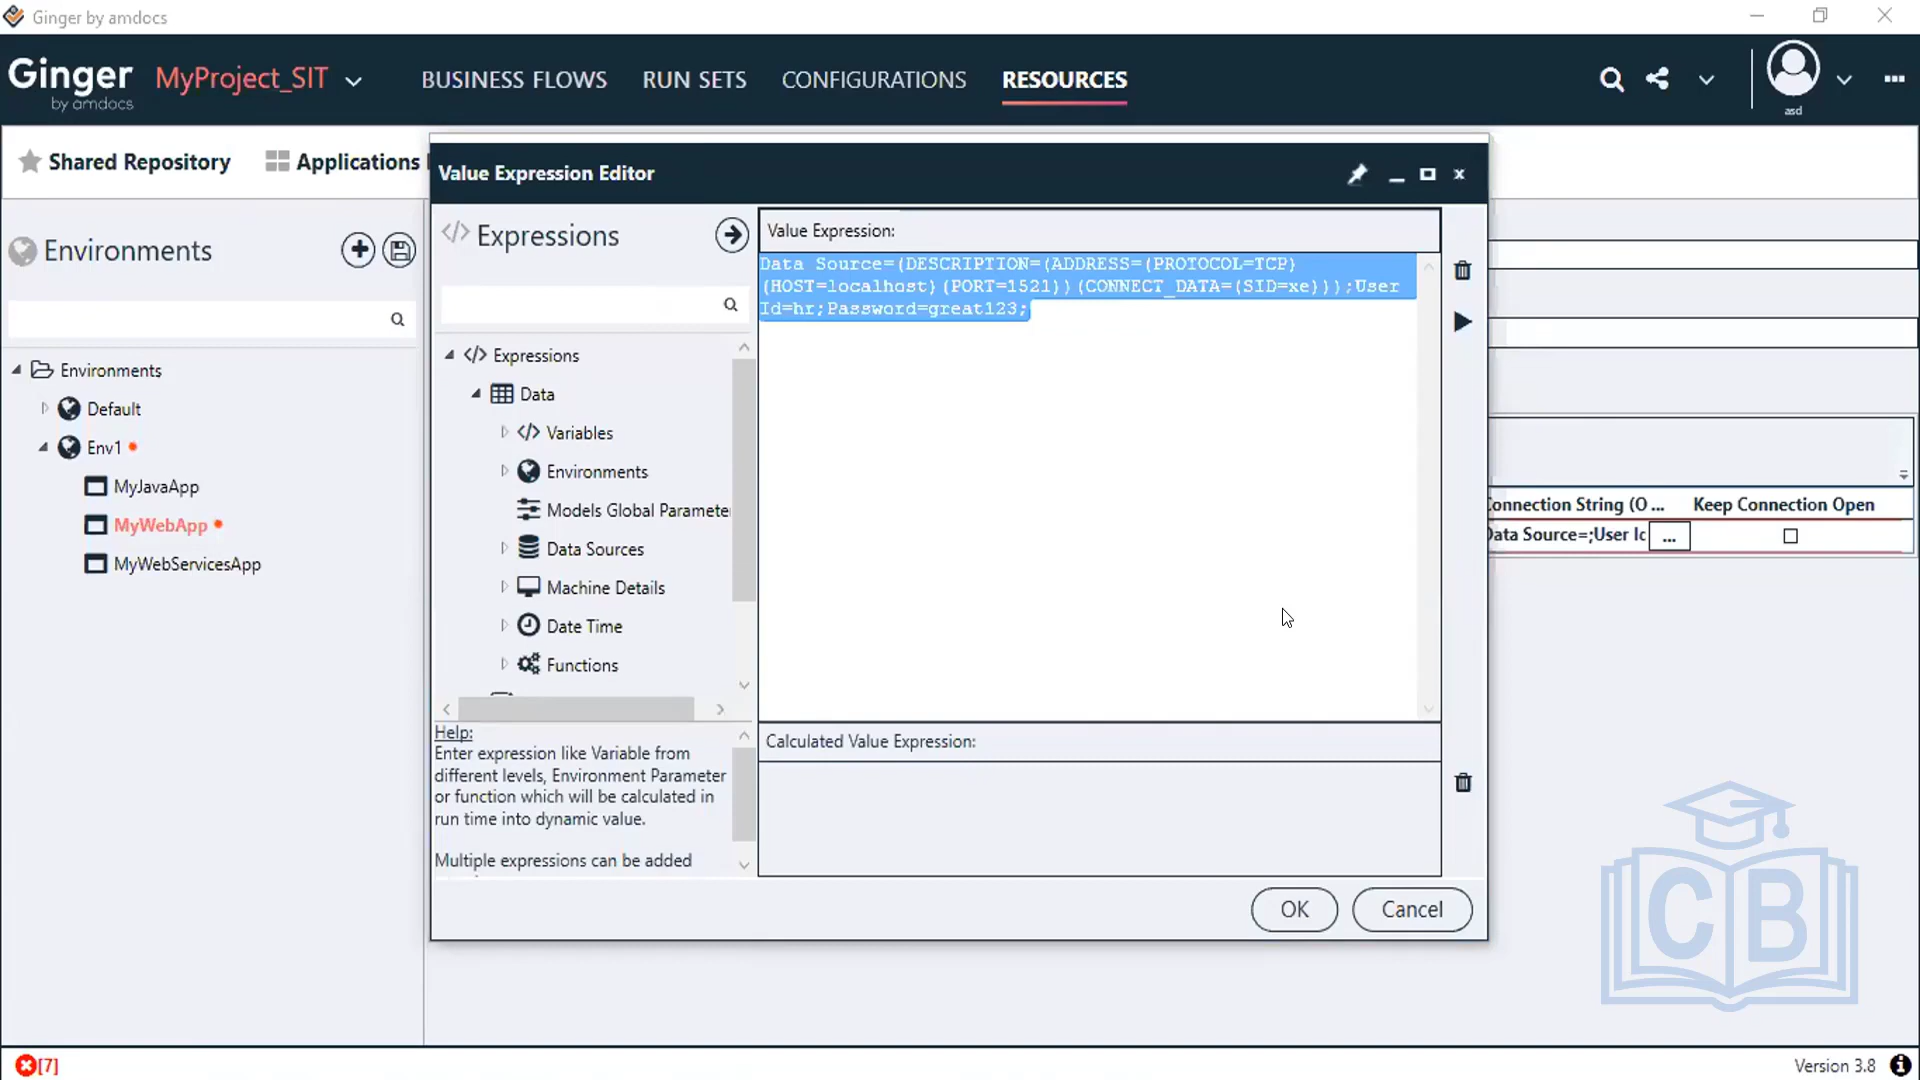 Ginger by amdocs
Ginger
by amdocs
MyProject_SIT
BUSINESS FLOWS
RUN SETS
CONFIGURATIONS
RESOURCES
asd
Shared Repository
Applications
Environments
Environments
Default
Env1
MyJavaApp
MyWebApp
MyWebServicesApp
Value Expression Editor
</> Expressions
</> Expressions
Data
</> Variables
Environments
Models Global Parameter
Data Sources
Machine Details
Date Time
Functions
Help:
Enter expression like Variable from
different levels, Environment Parameter
or function which will be calculated in
run time into dynamic value.
Multiple expressions can be added
Value Expression:
Data Source=(DESCRIPTION=(ADDRESS=(PROTOCOL=TCP)
(HOST=localhost)(PORT=1521))(CONNECT_DATA=(SID=xe)));User
Id=hr;Password=great123;
Calculated Value Expression:
OK
Cancel
Connection String (O ...
Keep Connection Open
Data Source=;User Ic
...
CB
[7]
Version 3.8